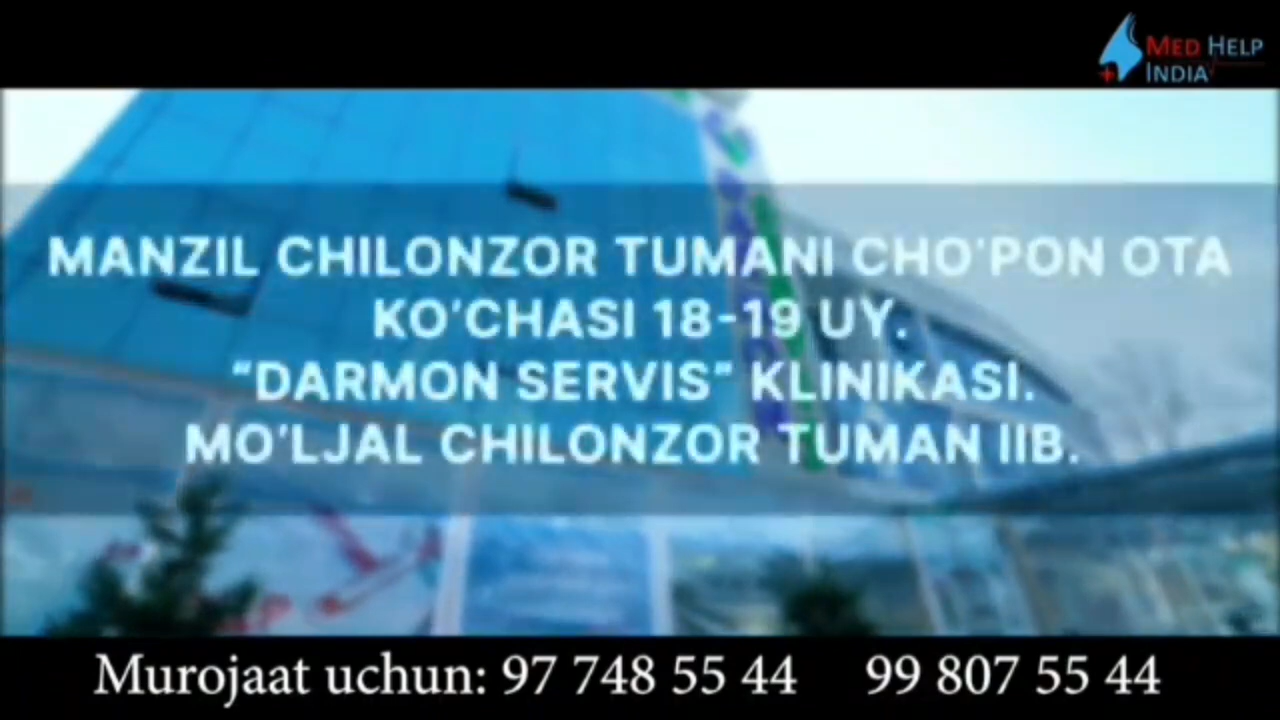 MED HELP
INDIA
MANZIL CHILONZOR TUMANI CHO'PON OTA
KO'CHASI 18-19 UY.
"DARMON SERVIS" KLINIKASI.
MO'LJAL CHILONZOR TUMAN IIB.
Murojaat uchun: 97 748 55 44 99 807 55 44